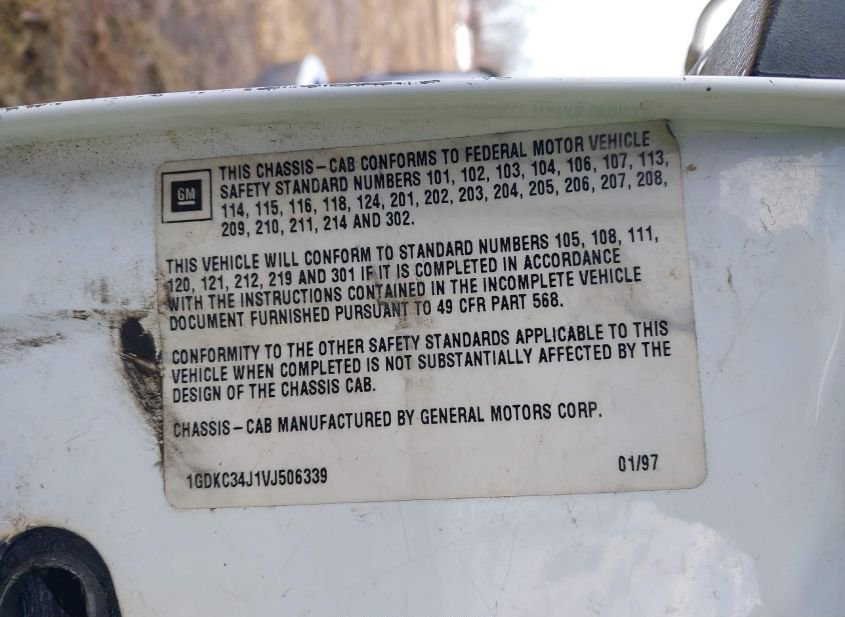 GM
THIS CHASSIS-CAB CONFORMS TO FEDERAL MOTOR VEHICLE
SAFETY STANDARD NUMBERS 101, 102, 103, 104, 106, 107, 113,
114, 115, 116, 118, 124, 201, 202, 203, 204, 205, 206, 207, 208,
209, 210, 211, 214 AND 302.
THIS VEHICLE WILL CONFORM TO STANDARD NUMBERS 105, 108, 111,
120, 121, 212, 219 AND 301 IF IT IS COMPLETED IN ACCORDANCE
WITH THE INSTRUCTIONS CONTAINED IN THE INCOMPLETE VEHICLE
DOCUMENT FURNISHED PURSUANT TO 49 CFR PART 568.
CONFORMITY TO THE OTHER SAFETY STANDARDS APPLICABLE TO THIS
VEHICLE WHEN COMPLETED IS NOT SUBSTANTIALLY AFFECTED BY THE
DESIGN OF THE CHASSIS CAB.
CHASSIS-CAB MANUFACTURED BY GENERAL MOTORS CORP.
1GDKC34J1VJ506339 01/97